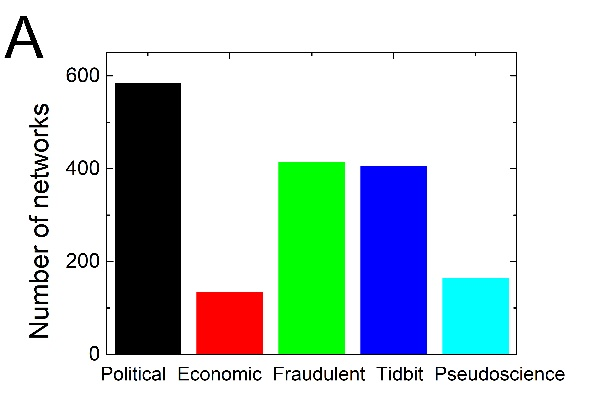 A
Number of networks
600
400
200
0
Political Economic Fraudulent Tidbit Pseudoscience